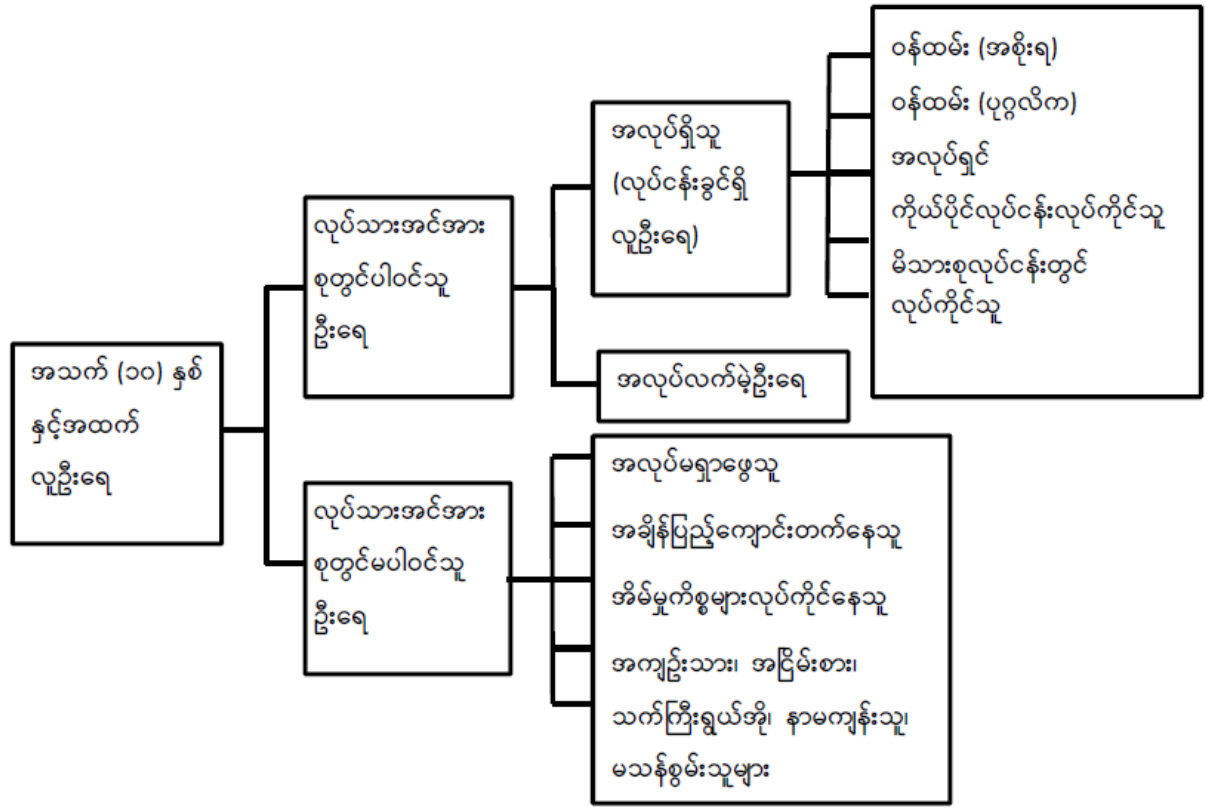 အသက် (၁၀) နှစ်
နှင့်အထက်
လူဦးရေ
လုပ်သားအင်အား
စုတွင်ပါဝင်သူ
ဦးရေ
အလုပ်ရှိသူ
(လုပ်ငန်းခွင်ရှိ
လူဦးရေ)
ဝန်ထမ်း (အစိုးရ)
ဝန်ထမ်း (ပုဂ္ဂလိက)
အလုပ်ရှင်
ကိုယ်ပိုင်လုပ်ငန်းလုပ်ကိုင်သူ
မိသားစုလုပ်ငန်းတွင်
လုပ်ကိုင်သူ
အလုပ်လက်မဲ့ဦးရေ
လုပ်သားအင်အား
စုတွင်မပါဝင်သူ
ဦးရေ
အလုပ်မရှာဖွေသူ
အချိန်ပြည့်ကျောင်းတက်နေသူ
အိမ်မှုကိစ္စများလုပ်ကိုင်နေသူ
အကျဥ်းသား၊ အငြိမ်းစား၊
သက်ကြီးရွယ်အို၊ နာမကျန်းသူ၊
မသန်စွမ်းသူများ